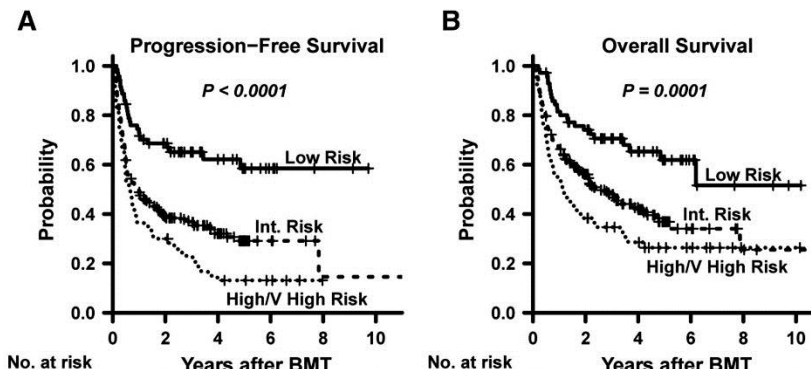 A
Progression-Free Survival
1.0
0.8
0.6
0.4
0.2
0.0
Probability
P < 0.0001
Low Risk
Int. Risk
High/V High Risk
0 2 4 6 8 10
No. at risk
Years after BMT
B
Overall Survival
1.0
0.8
0.6
0.4
0.2
0.0
Probability
P = 0.0001
Low Risk
Int. Risk
High/V High Risk
0 2 4 6 8 10
No. at risk
Years after BMT